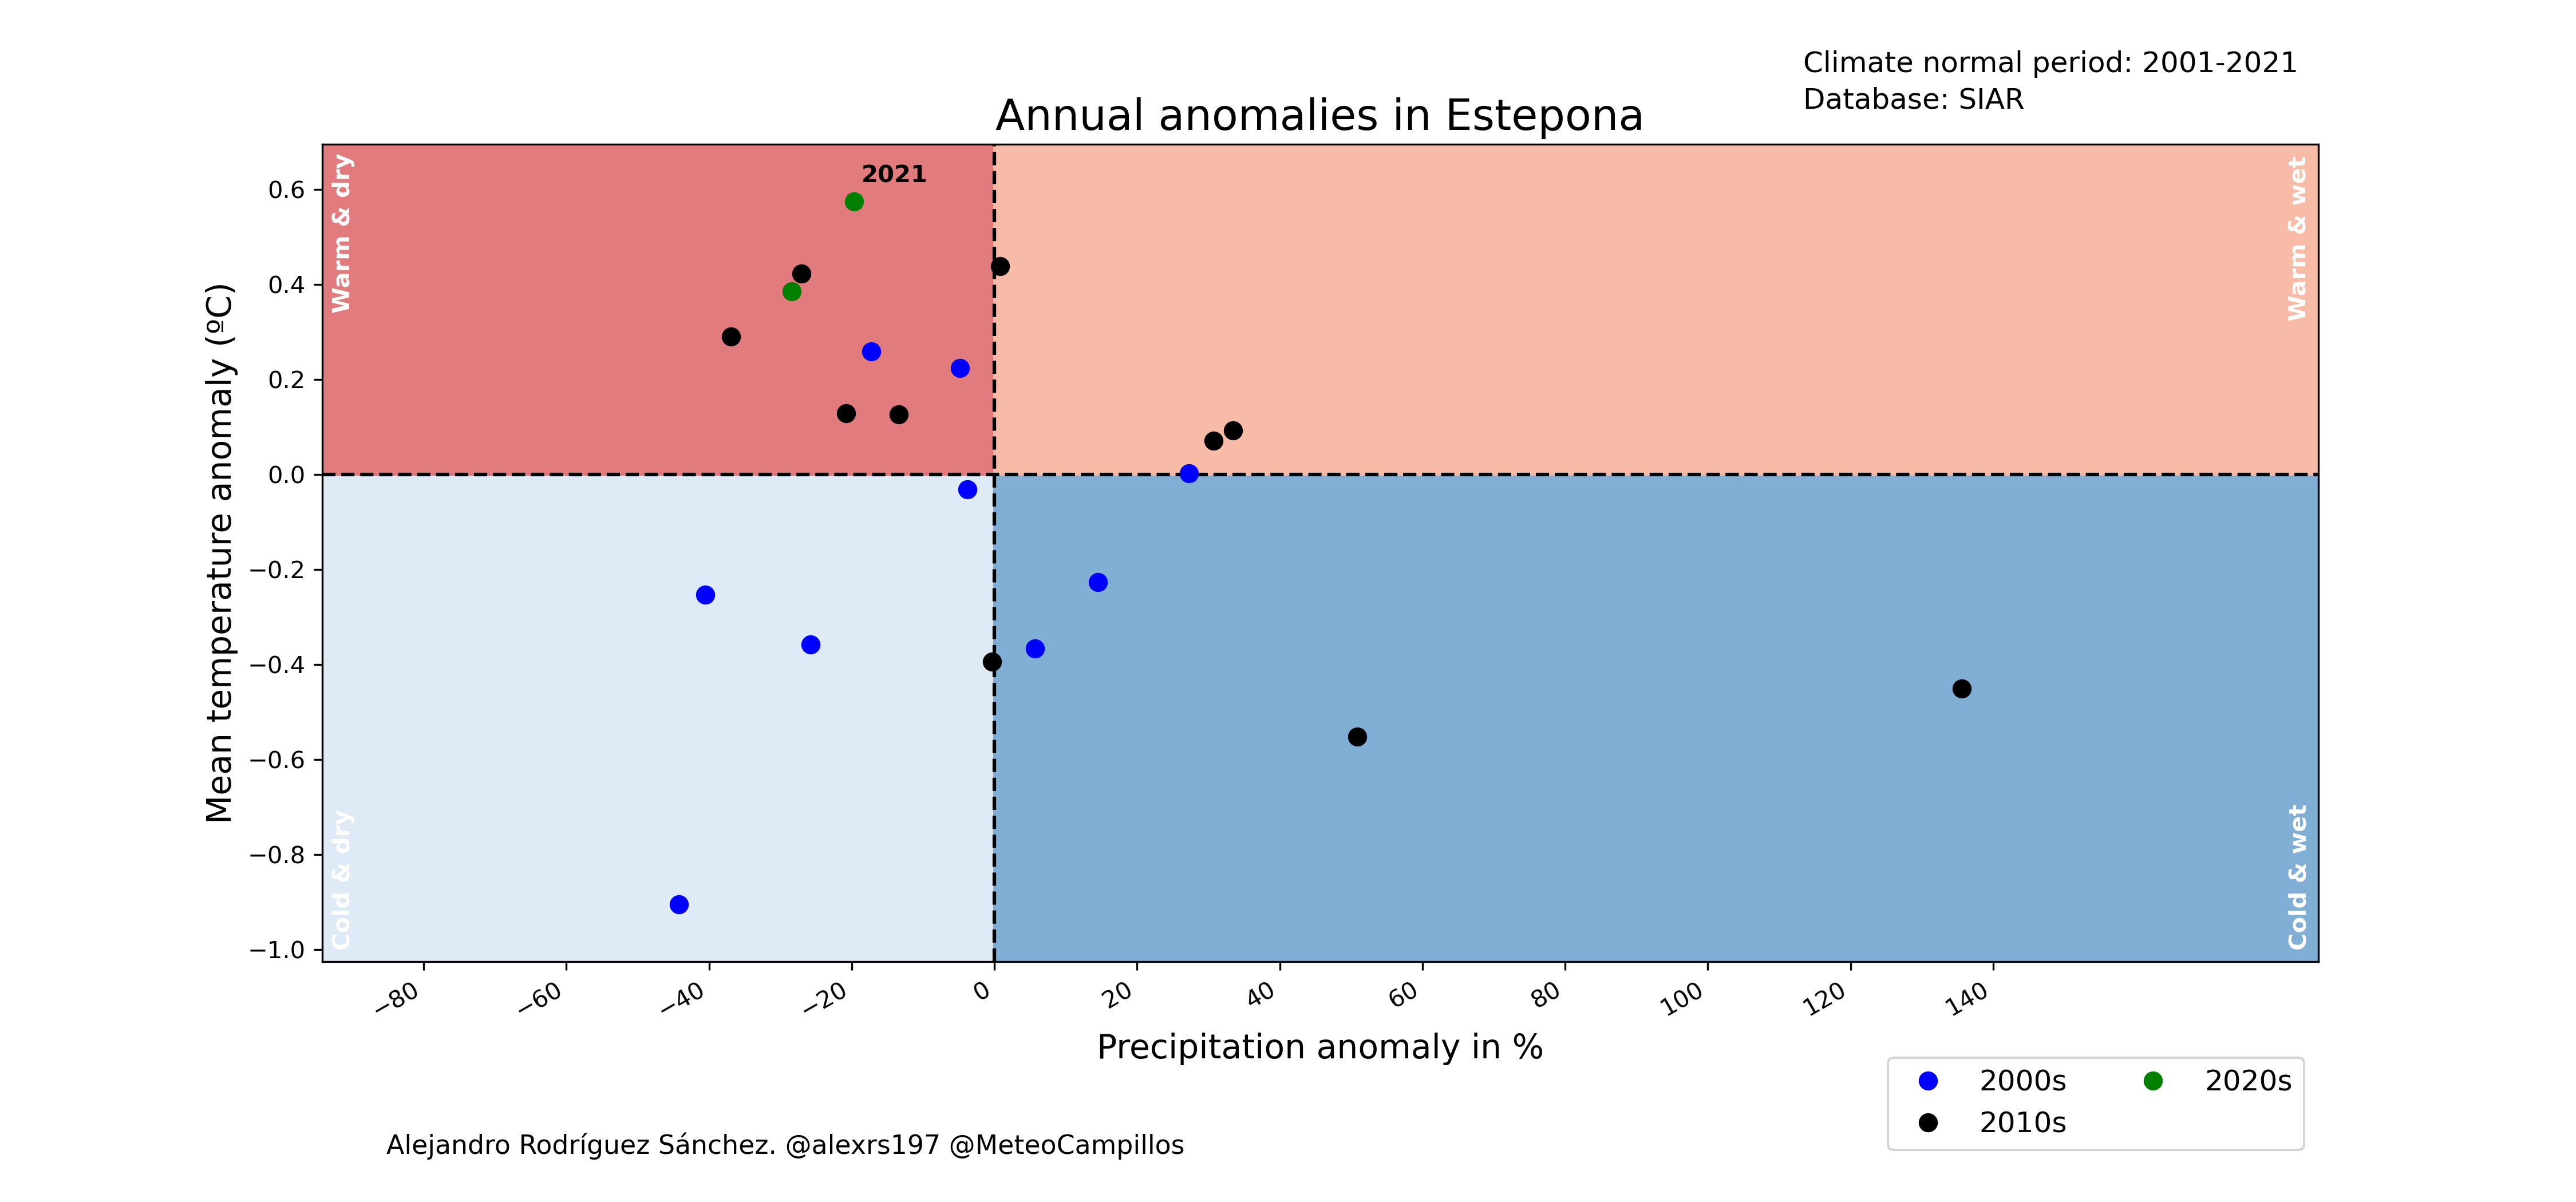 Climate normal period: 2001-2021
Database: SIAR
Annual anomalies in Estepona
Warm & dry
Warm & wet
2021
Cold & dry
Cold & wet
Mean temperature anomaly (ºC)
0.6
0.4
0.2
0.0
−0.2
−0.4
−0.6
−0.8
−1.0
−80 −60 −40 −20 0 20 40 60 80 100 120 140
Precipitation anomaly in %
2000s 2020s
2010s
Alejandro Rodríguez Sánchez. @alexrs197 @MeteoCampillos